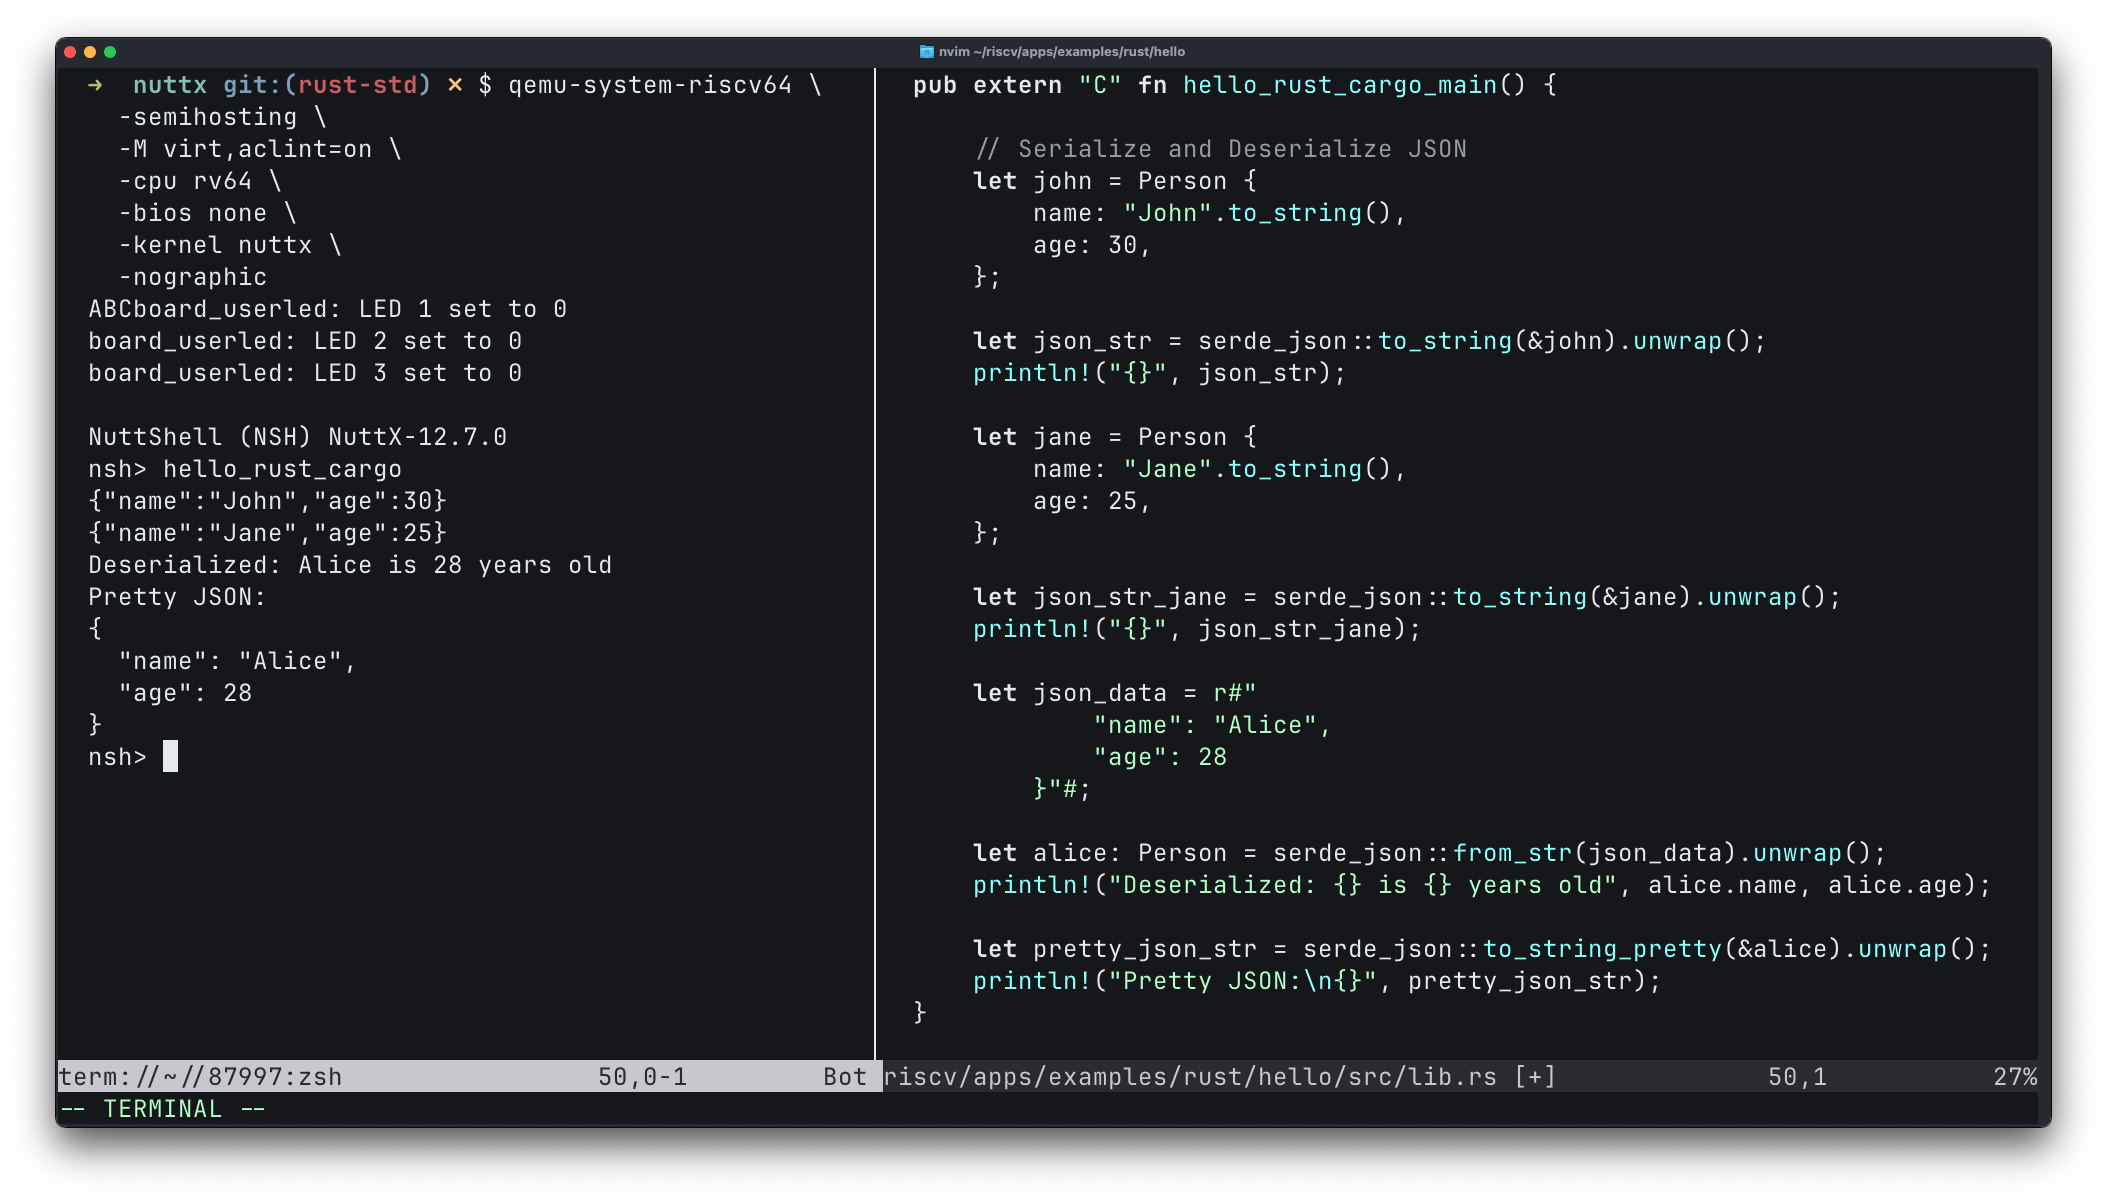 nvim ~/riscv/apps/examples/rust/hello
→ nuttx git:(rust-std) × $ qemu-system-riscv64 \
-semihosting \
-M virt,aclint=on \
-cpu rv64 \
-bios none \
-kernel nuttx \
-nographic
ABCboard_userled: LED 1 set to 0
board_userled: LED 2 set to 0
board_userled: LED 3 set to 0
NuttShell (NSH) NuttX-12.7.0
nsh> hello_rust_cargo
{"name":"John","age":30}
{"name":"Jane","age":25}
Deserialized: Alice is 28 years old
Pretty JSON:
{
  "name": "Alice",
  "age": 28
}
nsh>
pub extern "C" fn hello_rust_cargo_main() {
    // Serialize and Deserialize JSON
    let john = Person {
        name: "John".to_string(),
        age: 30,
    };
    let json_str = serde_json::to_string(&john).unwrap();
    println!("{}", json_str);
    let jane = Person {
        name: "Jane".to_string(),
        age: 25,
    };
    let json_str_jane = serde_json::to_string(&jane).unwrap();
    println!("{}", json_str_jane);
    let json_data = r#"
            "name": "Alice",
            "age": 28
        }"#;
    let alice: Person = serde_json::from_str(json_data).unwrap();
    println!("Deserialized: {} is {} years old", alice.name, alice.age);
    let pretty_json_str = serde_json::to_string_pretty(&alice).unwrap();
    println!("Pretty JSON:\n{}", pretty_json_str);
}
term://~//87997:zsh 50,0-1 Bot
riscv/apps/examples/rust/hello/src/lib.rs [+] 50,1 27%
-- TERMINAL --